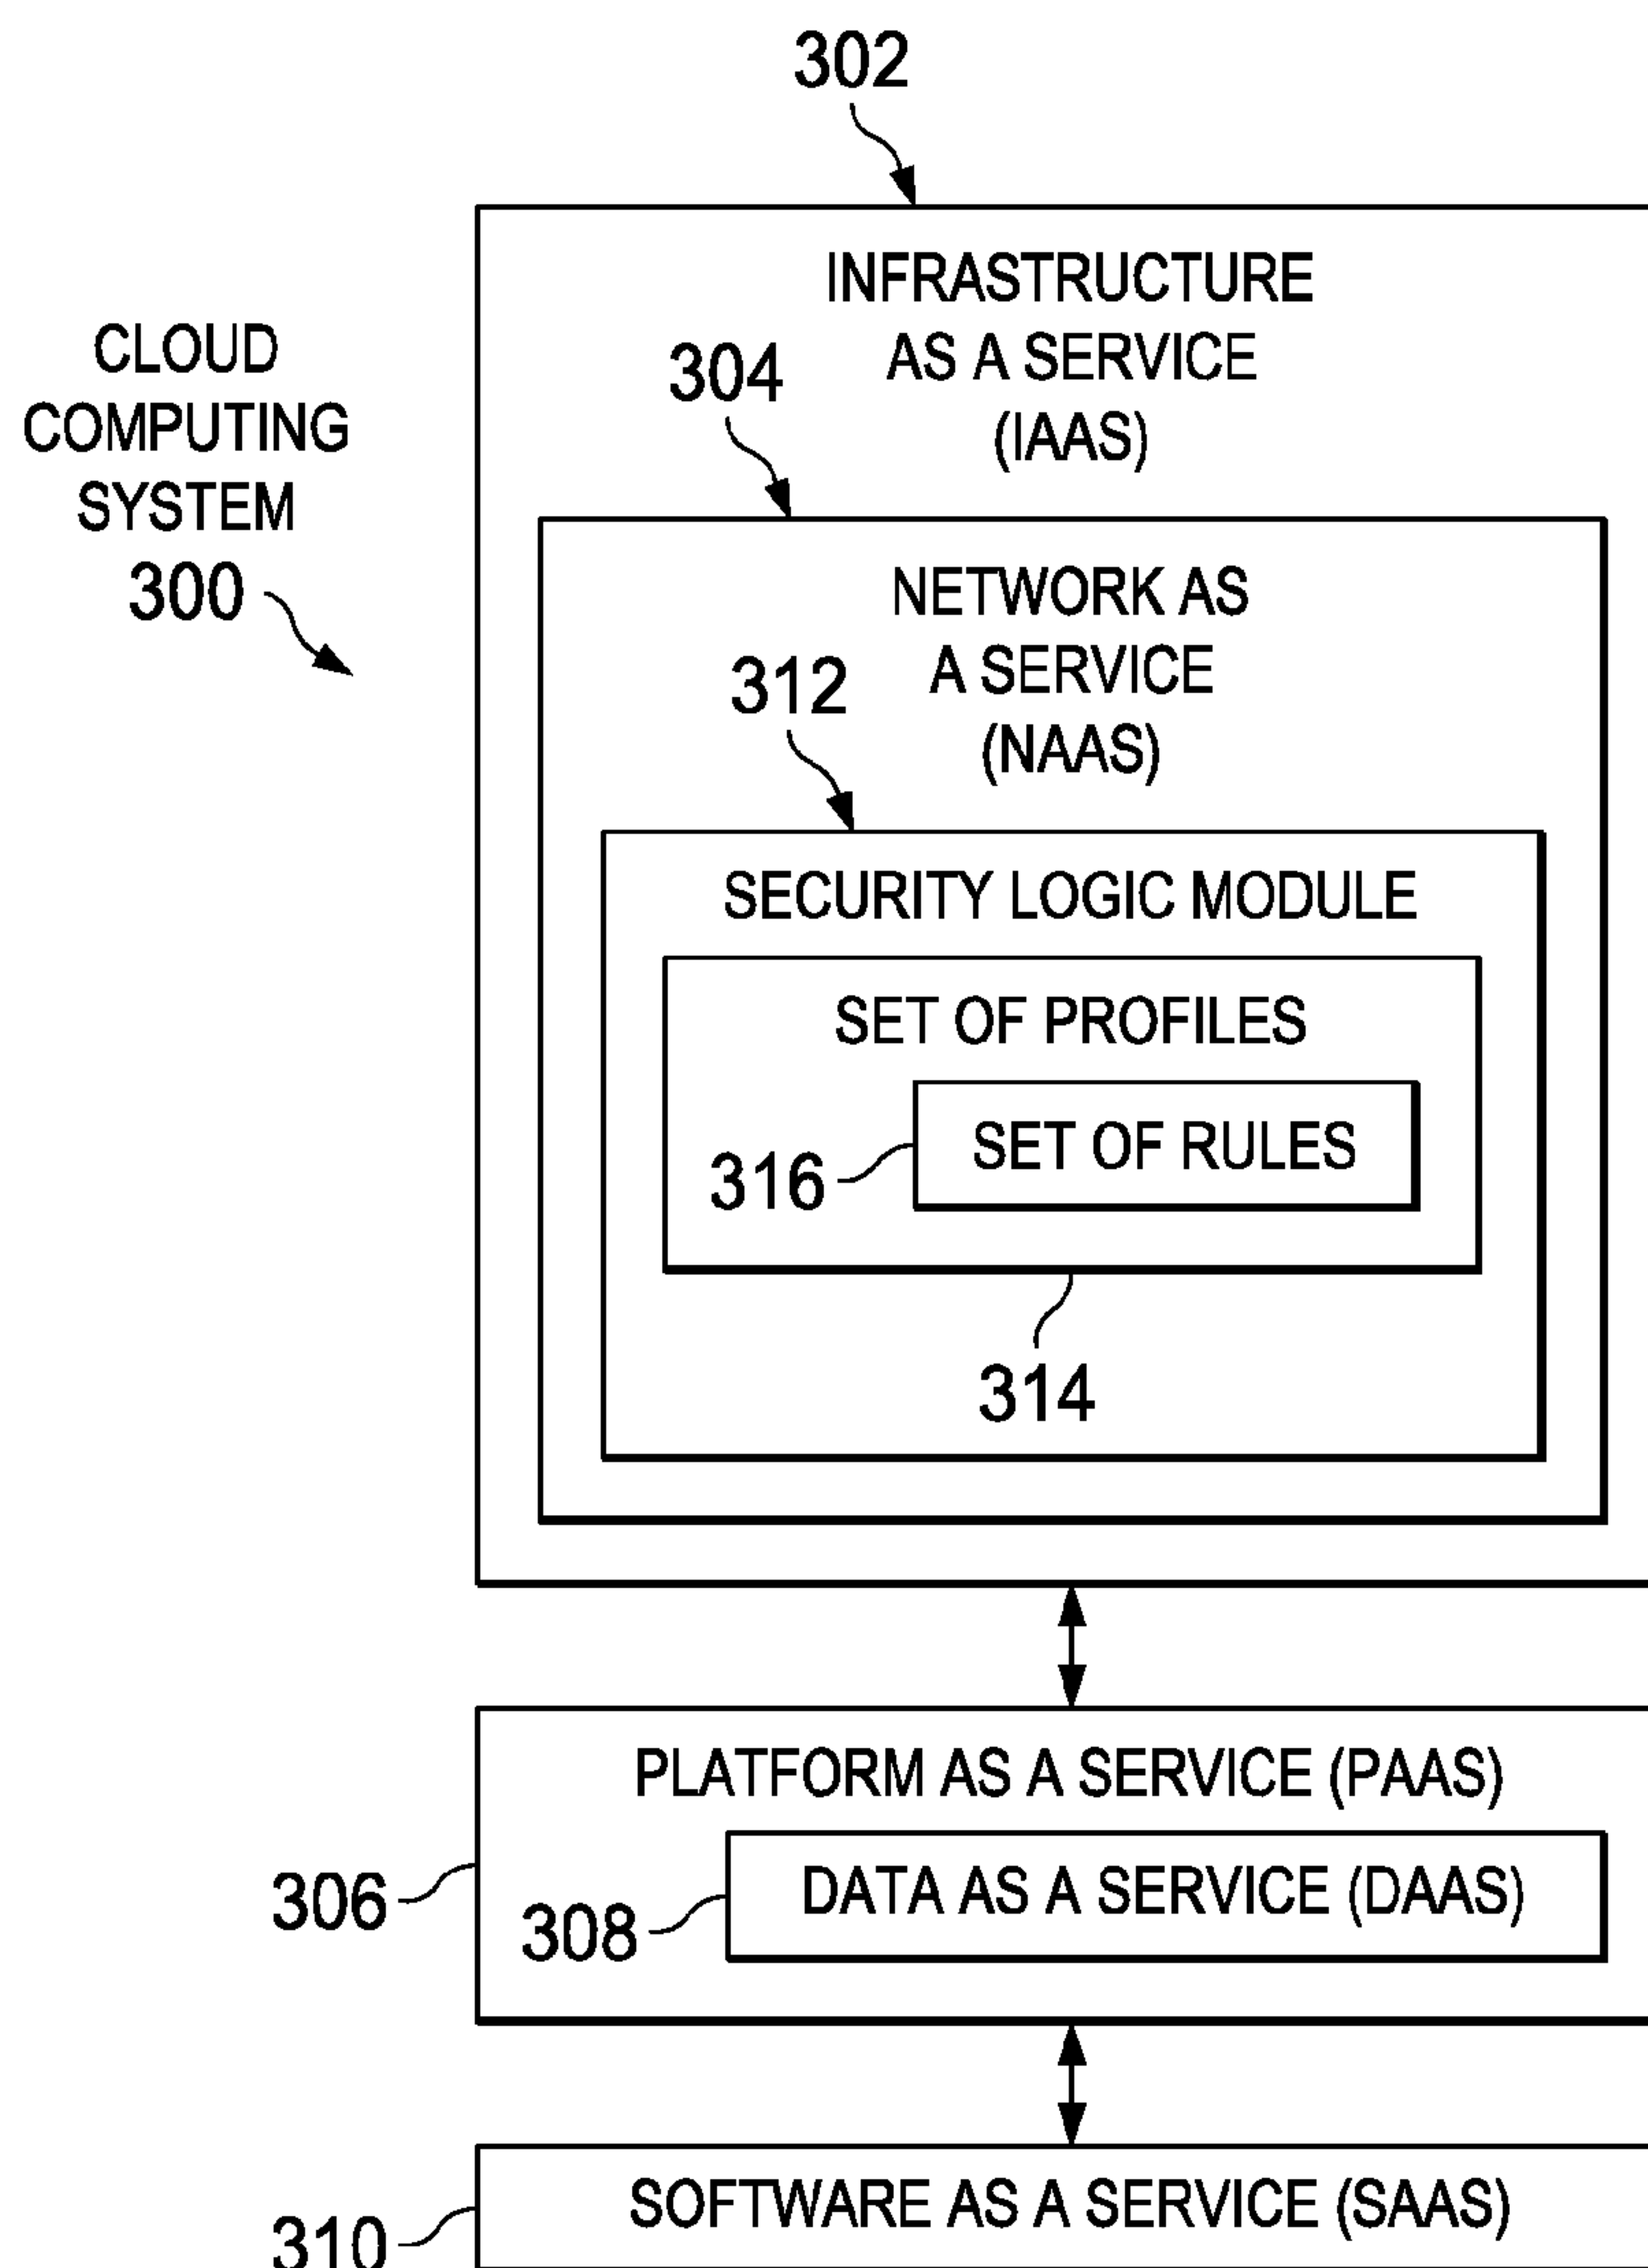 302
INFRASTRUCTURE
AS A SERVICE
(IAAS)
CLOUD
COMPUTING
SYSTEM
300
304
NETWORK AS
A SERVICE
(NAAS)
312
SECURITY LOGIC MODULE
SET OF PROFILES
SET OF RULES
316
314
PLATFORM AS A SERVICE (PAAS)
306
DATA AS A SERVICE (DAAS)
308
SOFTWARE AS A SERVICE (SAAS)
310